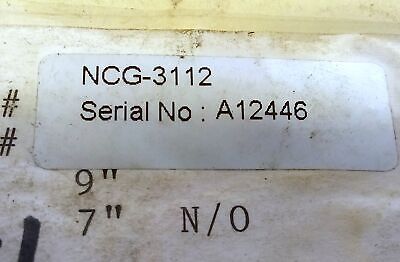 NCG-3112
# Serial No : A12446
#
9"
7" N/O